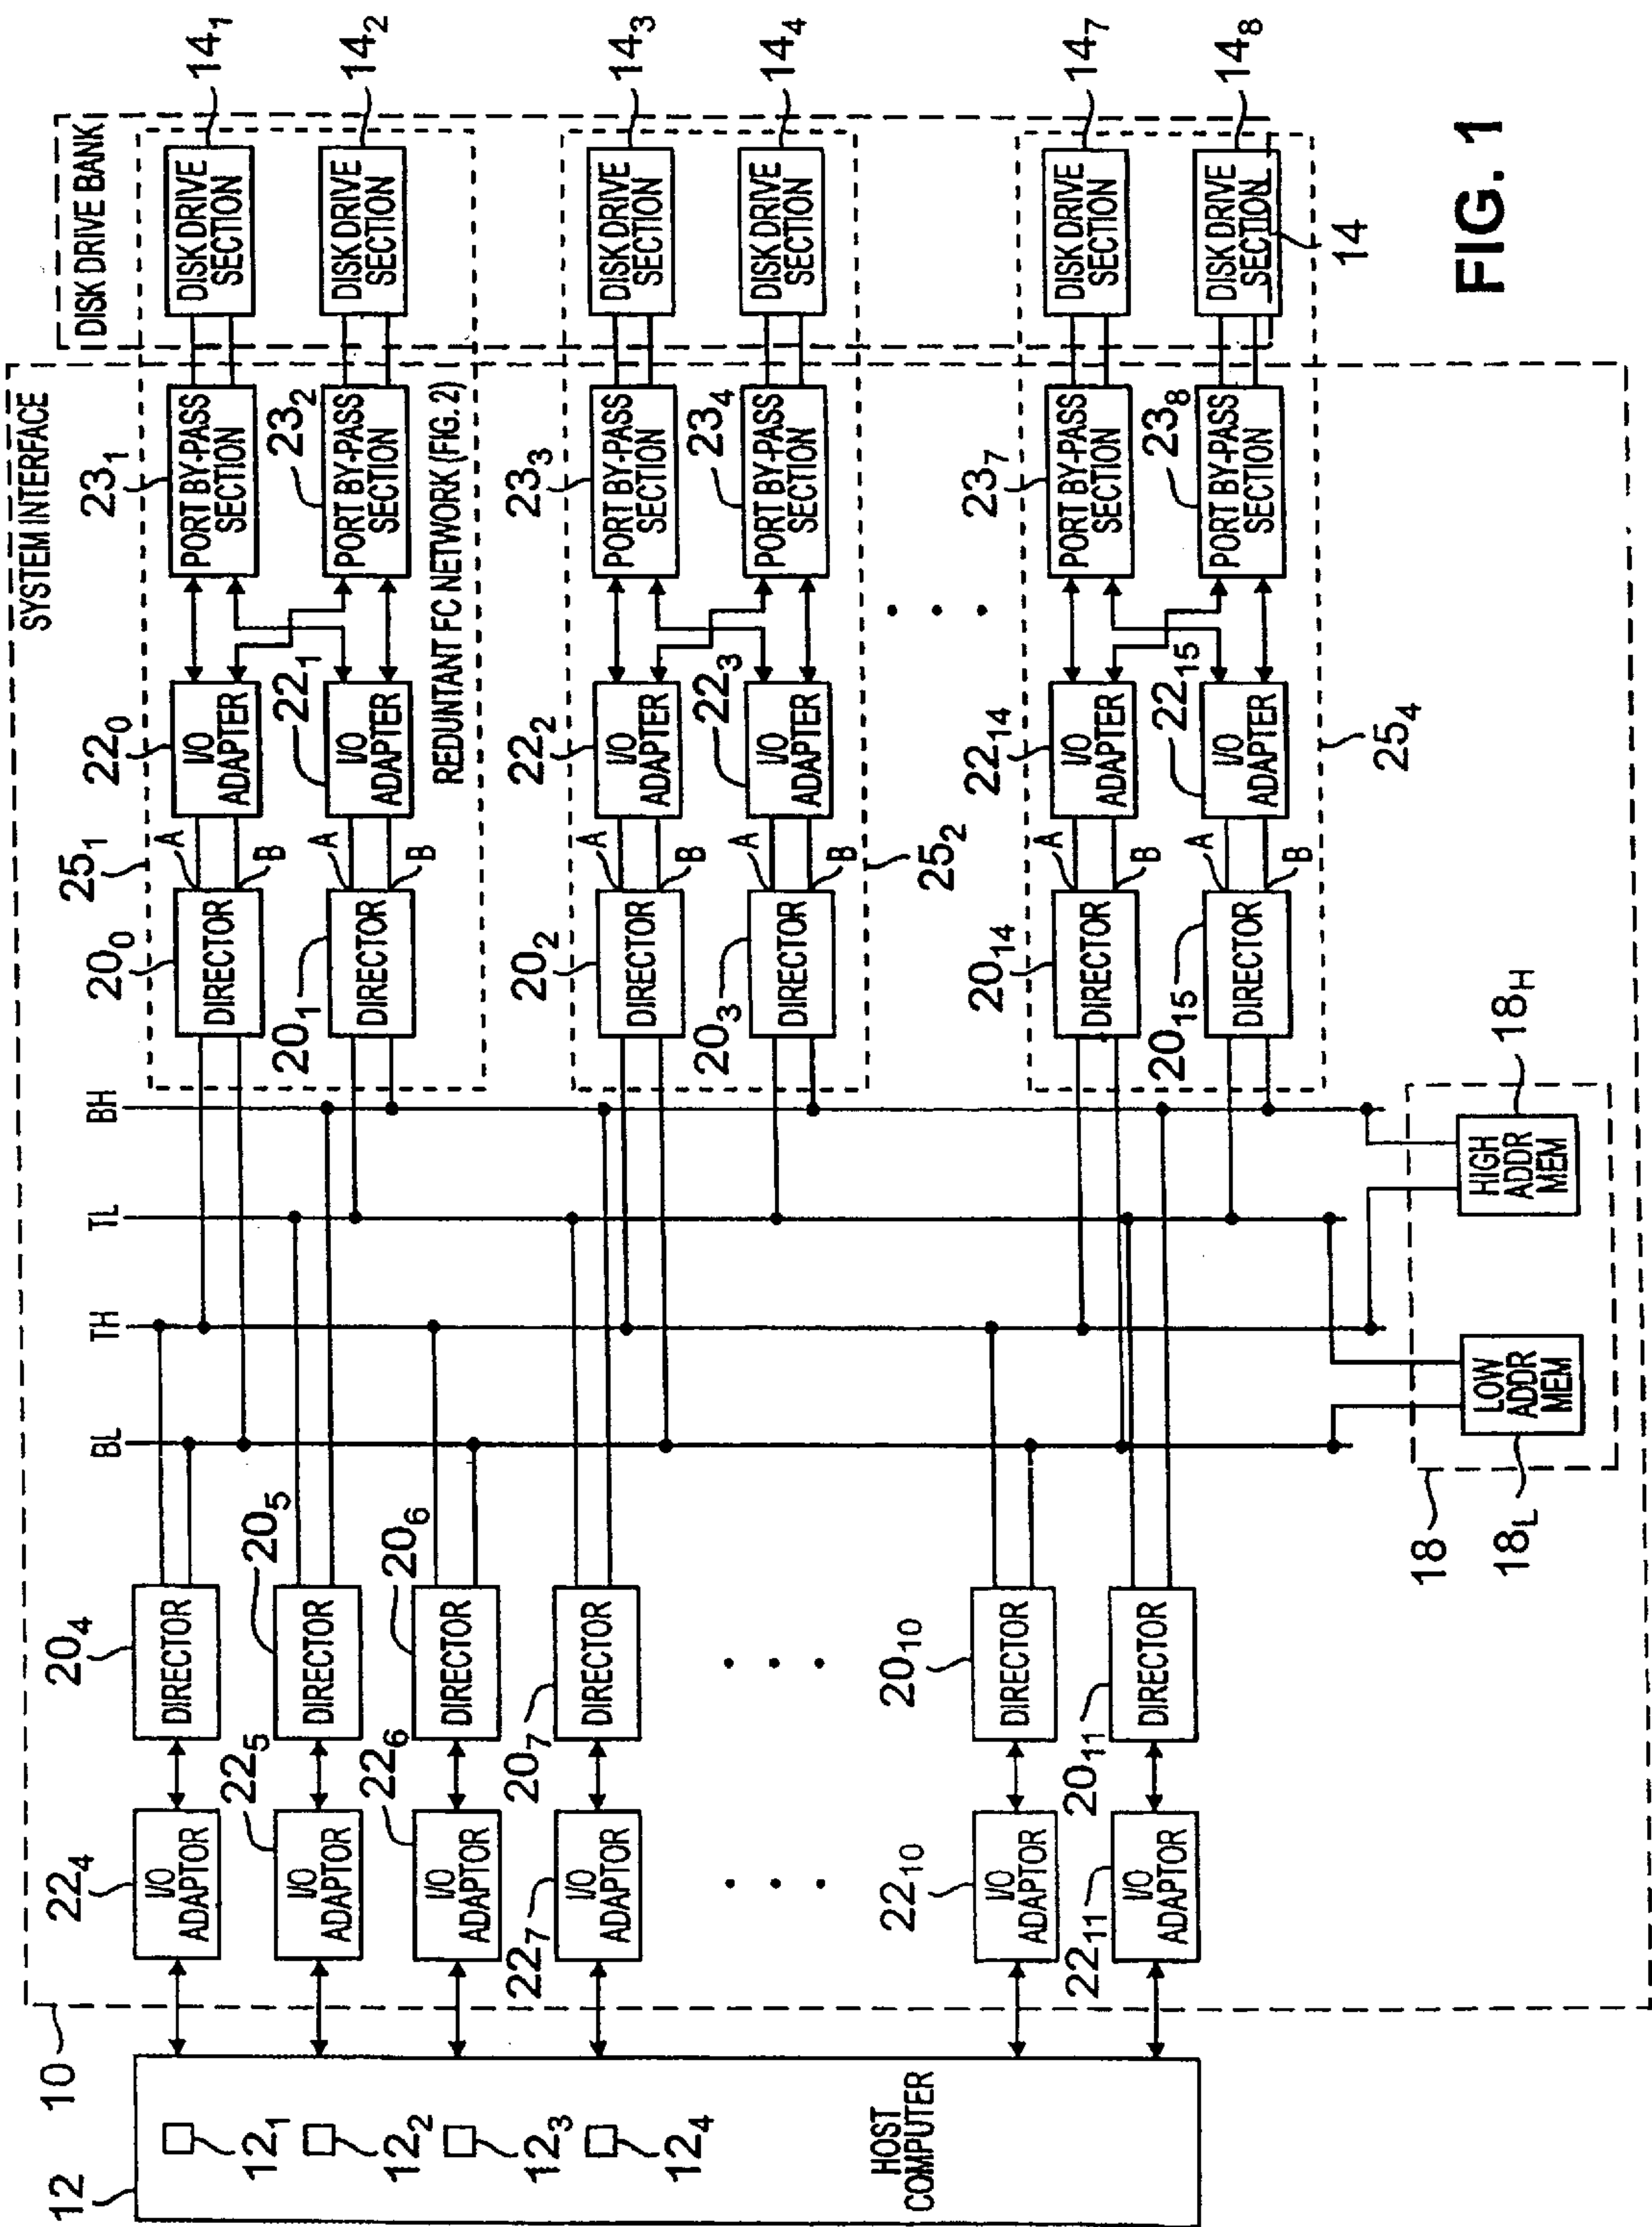 12
HOST
COMPUTER
12₁
12₂
12₃
12₄
10
SYSTEM INTERFACE
22₄
I/O
ADAPTOR
22₅
I/O
ADAPTOR
22₆
I/O
ADAPTOR
22₇
I/O
ADAPTOR
22₁₀
I/O
ADAPTOR
22₁₁
I/O
ADAPTOR
20₄
DIRECTOR
20₅
DIRECTOR
20₆
DIRECTOR
20₇
DIRECTOR
20₁₀
DIRECTOR
20₁₁
DIRECTOR
BL
TH
TL
BH
18
18L
LOW
ADDR
MEM
18H
HIGH
ADDR
MEM
25₁
20₀
DIRECTOR
A
B
22₀
I/O
ADAPTER
23₁
PORT BY-PASS
SECTION
20₁
DIRECTOR
A
B
22₁
I/O
ADAPTER
23₂
PORT BY-PASS
SECTION
REDUNTANT FC NETWORK (FIG. 2)
20₂
DIRECTOR
A
B
22₂
I/O
ADAPTER
23₃
PORT BY-PASS
SECTION
20₃
DIRECTOR
A
B
22₃
I/O
ADAPTER
23₄
PORT BY-PASS
SECTION
25₂
20₁₄
DIRECTOR
A
B
22₁₄
I/O
ADAPTER
23₇
PORT BY-PASS
SECTION
20₁₅
DIRECTOR
A
B
22₁₅
I/O
ADAPTER
23₈
PORT BY-PASS
SECTION
25₄
DISK DRIVE BANK
DISK DRIVE
SECTION
14₁
DISK DRIVE
SECTION
14₂
DISK DRIVE
SECTION
14₃
DISK DRIVE
SECTION
14₄
DISK DRIVE
SECTION
14₇
DISK DRIVE
SECTION
14₈
14
FIG. 1